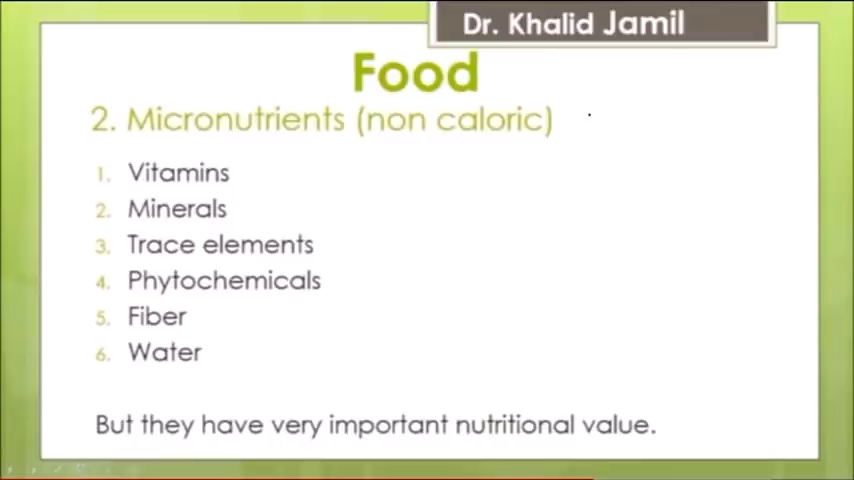 Dr. Khalid Jamil
Food
2. Micronutrients (non caloric)
1. Vitamins
2. Minerals
3. Trace elements
4. Phytochemicals
5. Fiber
6. Water
But they have very important nutritional value.